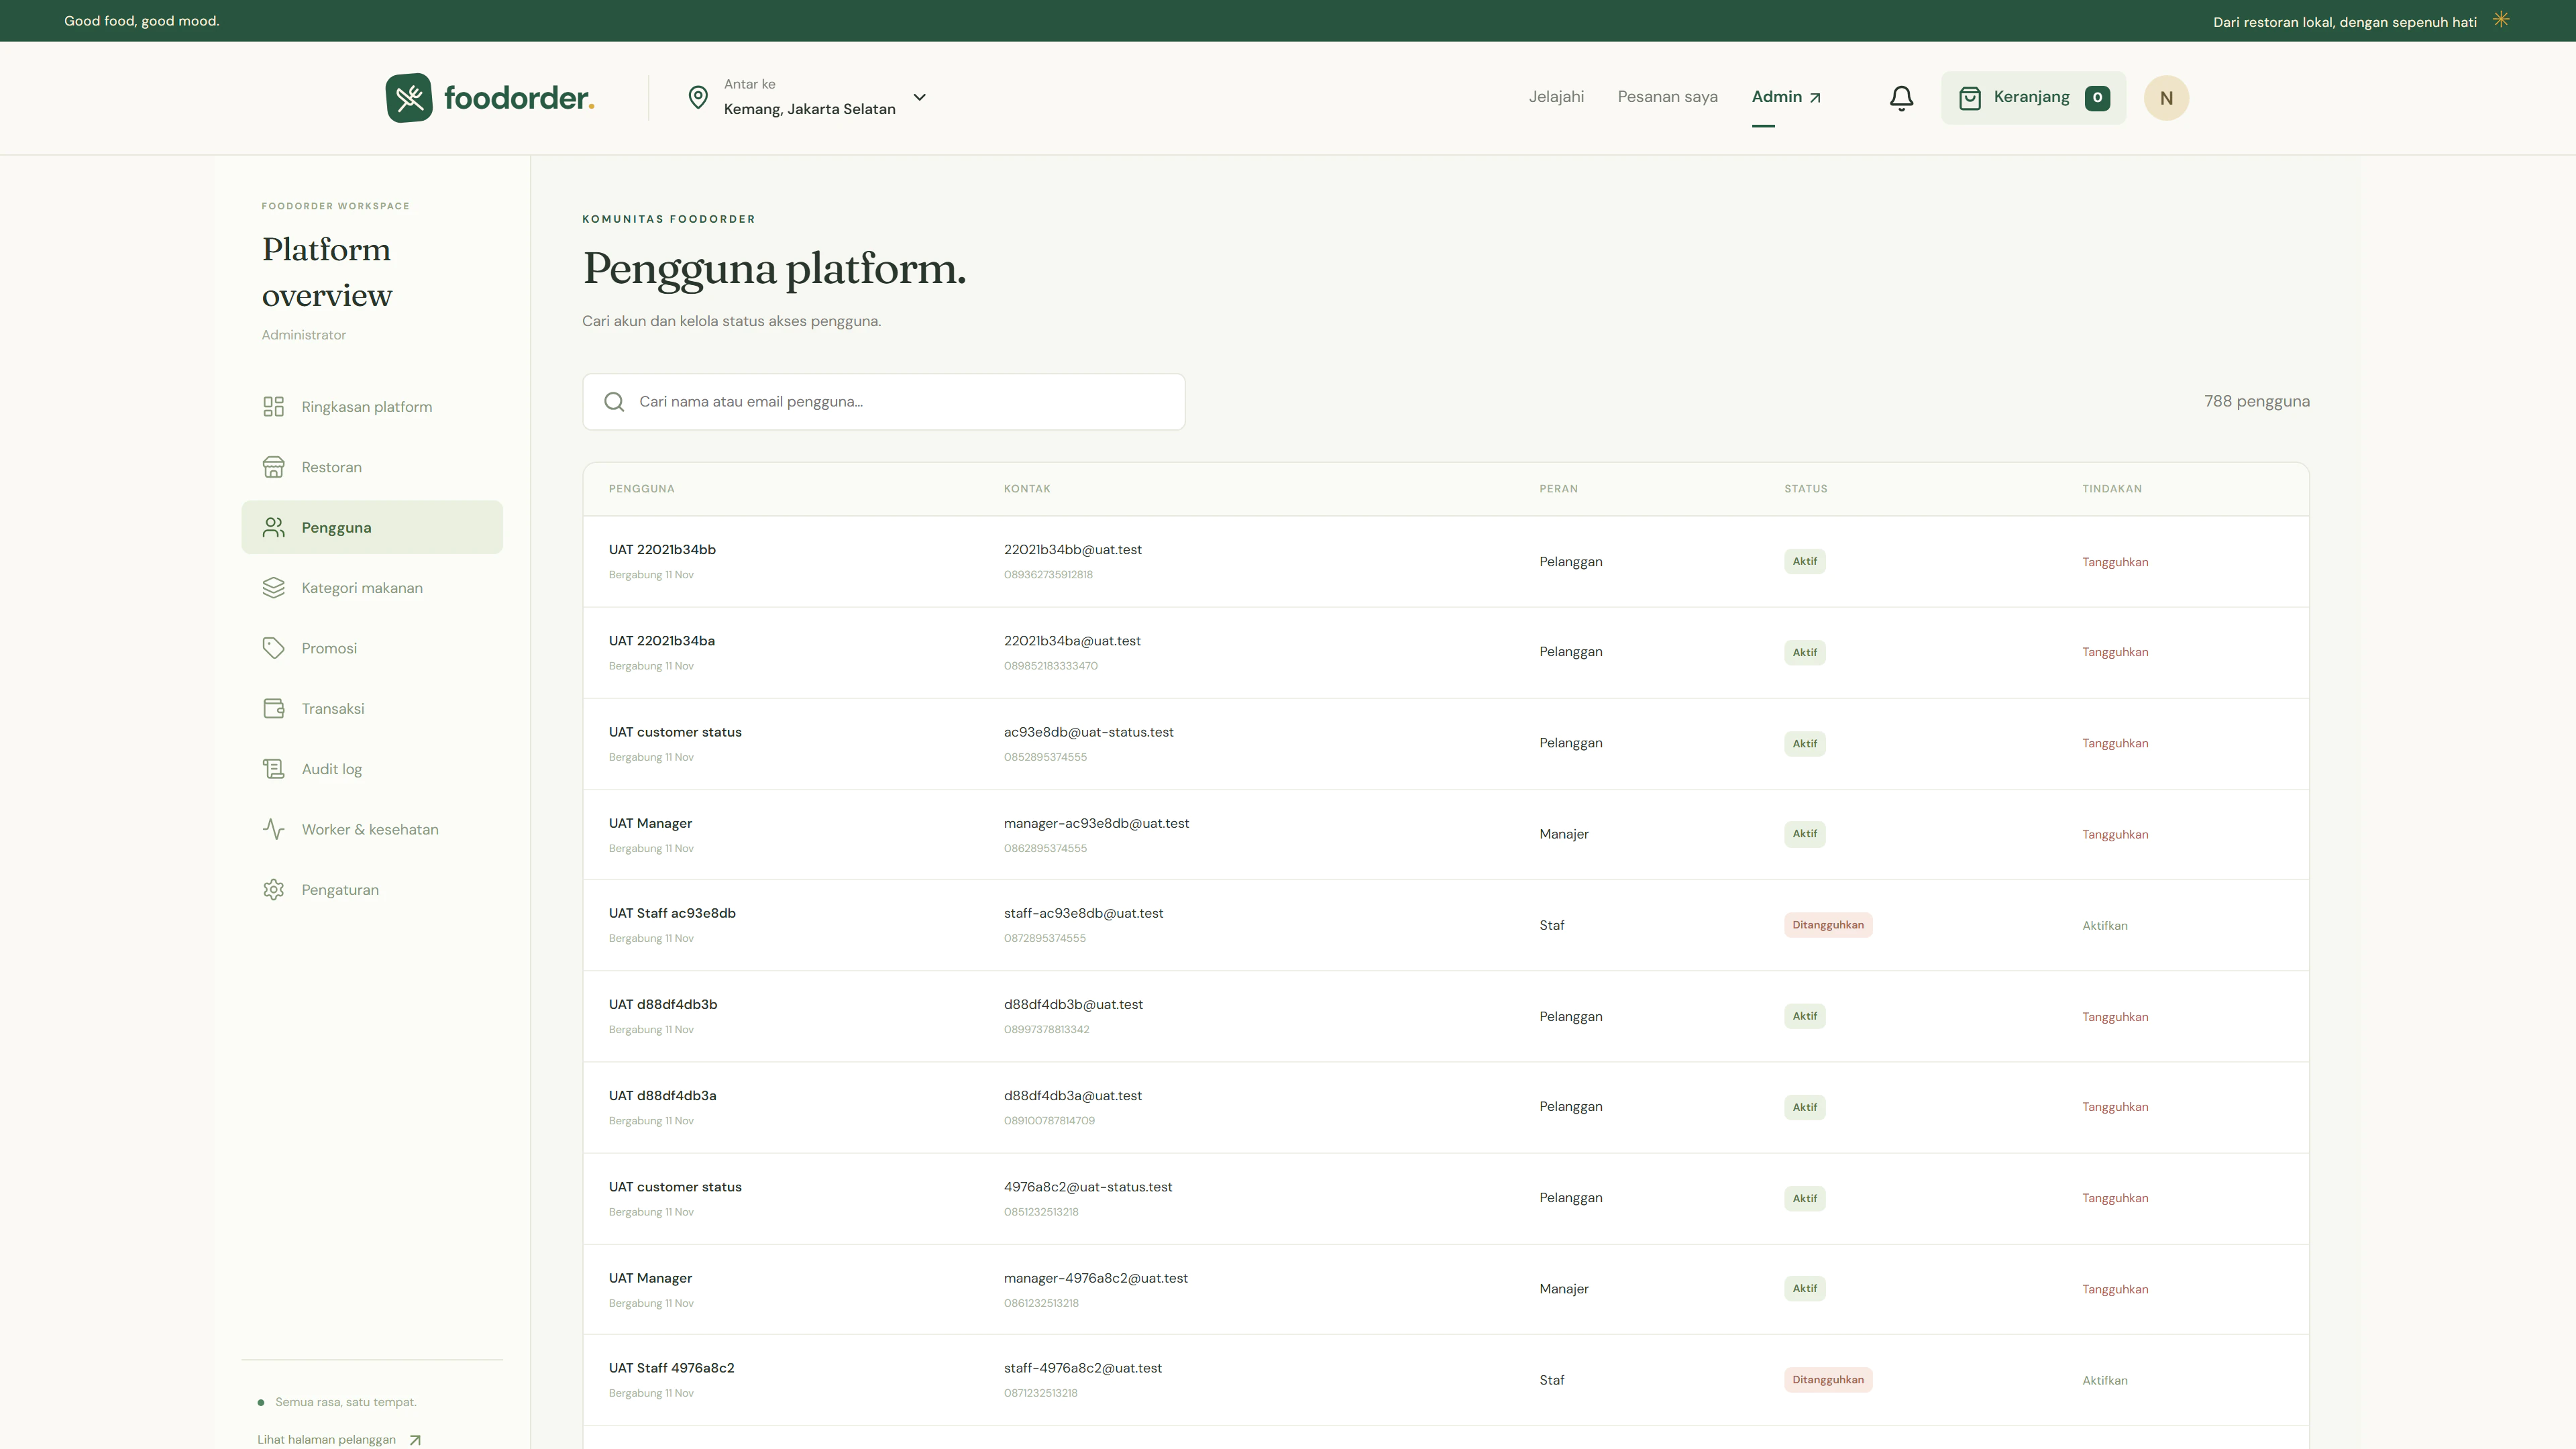 Good food, good mood.
Dari restoran lokal, dengan sepenuh hati
foodorder.
Antar ke
Kemang, Jakarta Selatan
Jelajahi
Pesanan saya
Admin
Keranjang 0
N
FOODORDER WORKSPACE
Platform
overview
Administrator
Ringkasan platform
Restoran
Pengguna
Kategori makanan
Promosi
Transaksi
Audit log
Worker & kesehatan
Pengaturan
Semua rasa, satu tempat.
Lihat halaman pelanggan
KOMUNITAS FOODORDER
Pengguna platform.
Cari akun dan kelola status akses pengguna.
Cari nama atau email pengguna...
788 pengguna
PENGGUNA KONTAK PERAN STATUS TINDAKAN
UAT 22021b34bb 22021b34bb@uat.test Pelanggan Aktif Tangguhkan
Bergabung 11 Nov 089362735912818
UAT 22021b34ba 22021b34ba@uat.test Pelanggan Aktif Tangguhkan
Bergabung 11 Nov 089852183333470
UAT customer status ac93e8db@uat-status.test Pelanggan Aktif Tangguhkan
Bergabung 11 Nov 0852895374555
UAT Manager manager-ac93e8db@uat.test Manajer Aktif Tangguhkan
Bergabung 11 Nov 0862895374555
UAT Staff ac93e8db staff-ac93e8db@uat.test Staf Ditangguhkan Aktifkan
Bergabung 11 Nov 0872895374555
UAT d88df4db3b d88df4db3b@uat.test Pelanggan Aktif Tangguhkan
Bergabung 11 Nov 08997378813342
UAT d88df4db3a d88df4db3a@uat.test Pelanggan Aktif Tangguhkan
Bergabung 11 Nov 089100787814709
UAT customer status 4976a8c2@uat-status.test Pelanggan Aktif Tangguhkan
Bergabung 11 Nov 0851232513218
UAT Manager manager-4976a8c2@uat.test Manajer Aktif Tangguhkan
Bergabung 11 Nov 0861232513218
UAT Staff 4976a8c2 staff-4976a8c2@uat.test Staf Ditangguhkan Aktifkan
Bergabung 11 Nov 0871232513218